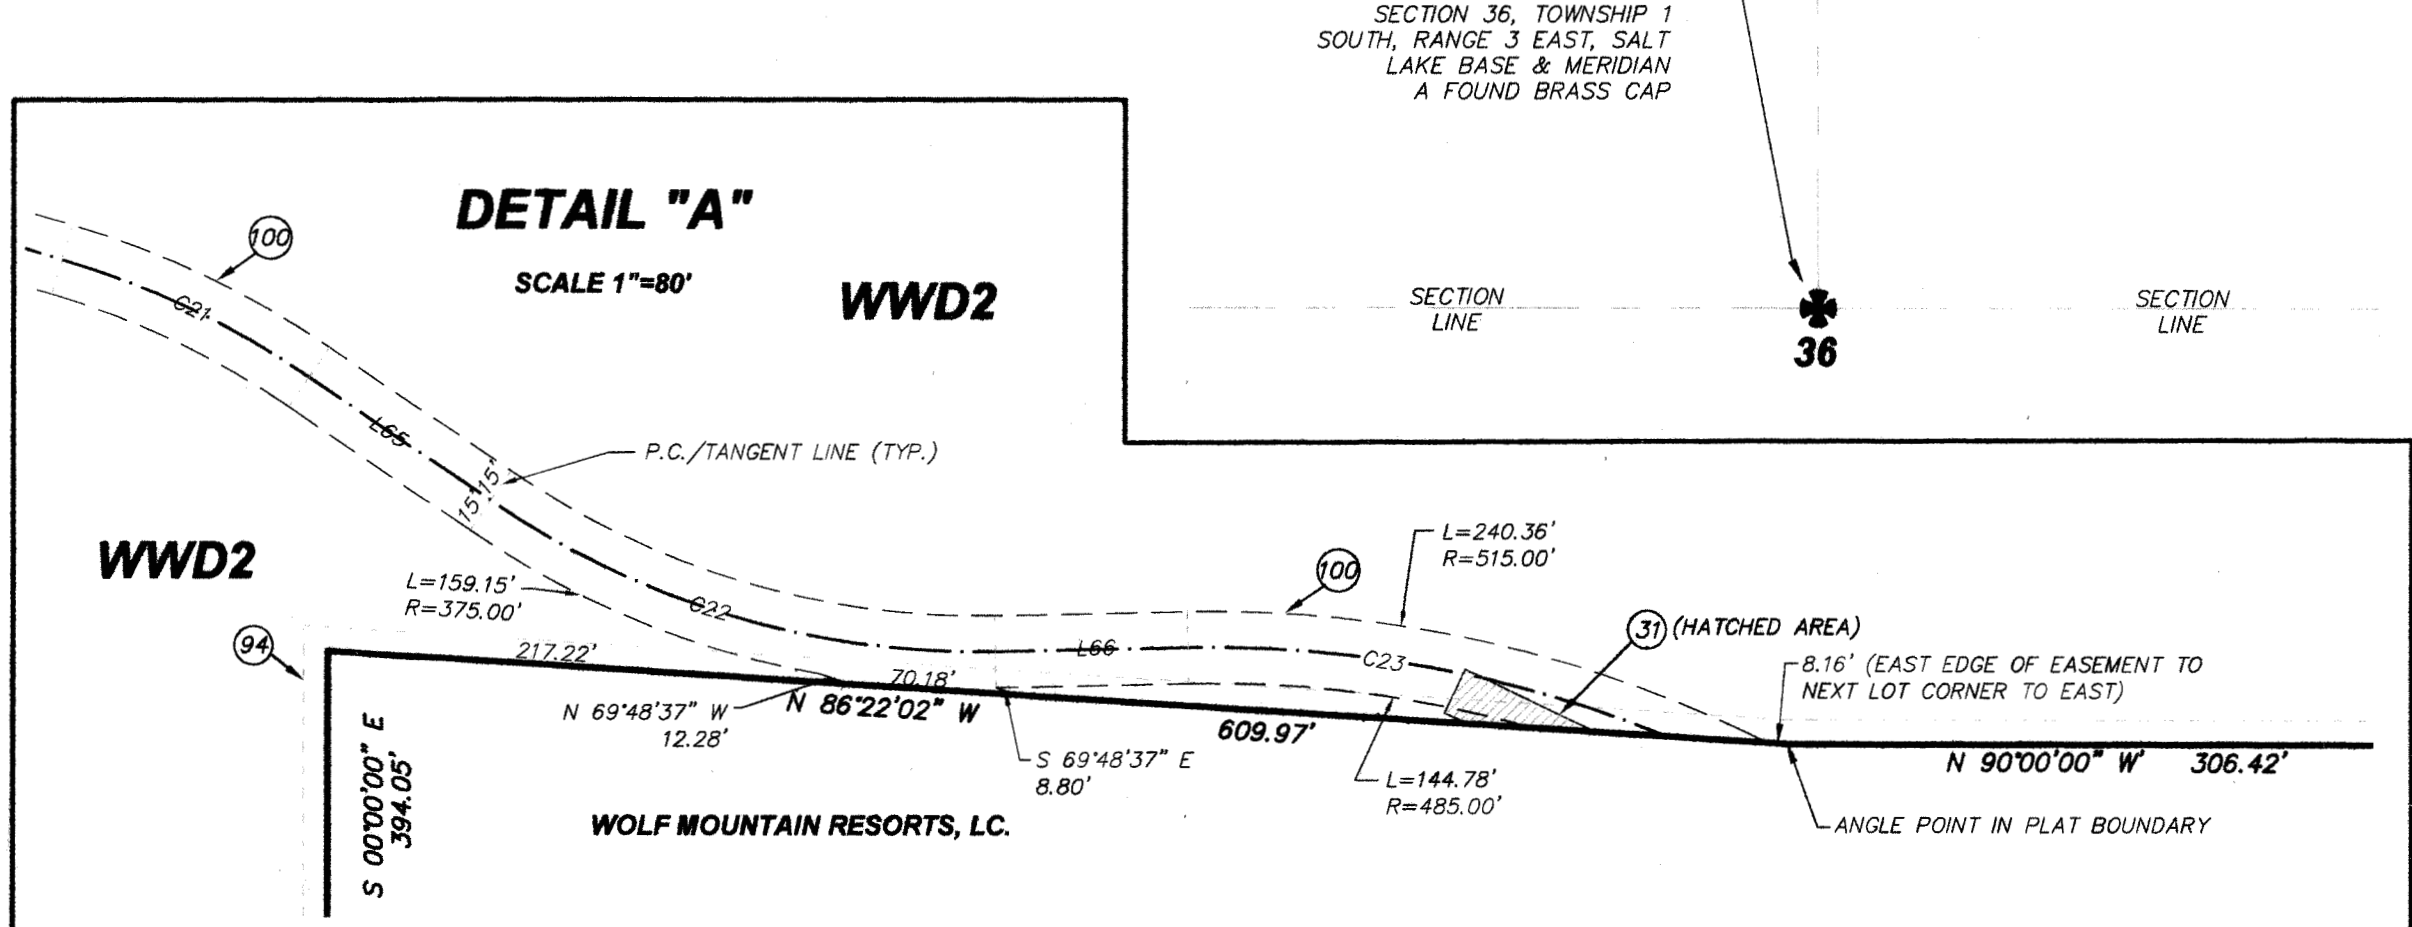 SECTION 36, TOWNSHIP 1
SOUTH, RANGE 3 EAST, SALT
LAKE BASE & MERIDIAN
A FOUND BRASS CAP
DETAIL "A"
SCALE 1"=80'
WWD2
100
C21
SECTION
LINE
36
SECTION
LINE
L65
P.C./TANGENT LINE (TYP.)
15'
15'
WWD2
L=159.15'
R=375.00'
C22
L=240.36'
R=515.00'
100
31 (HATCHED AREA)
94
217.22'
70.18'
L66
C23
8.16' (EAST EDGE OF EASEMENT TO
NEXT LOT CORNER TO EAST)
N 69°48'37" W
12.28'
N 86°22'02" W
609.97'
S 69°48'37" E
8.80'
L=144.78'
R=485.00'
N 90°00'00" W 306.42'
S 00°00'00" E
394.05'
WOLF MOUNTAIN RESORTS, LC.
ANGLE POINT IN PLAT BOUNDARY